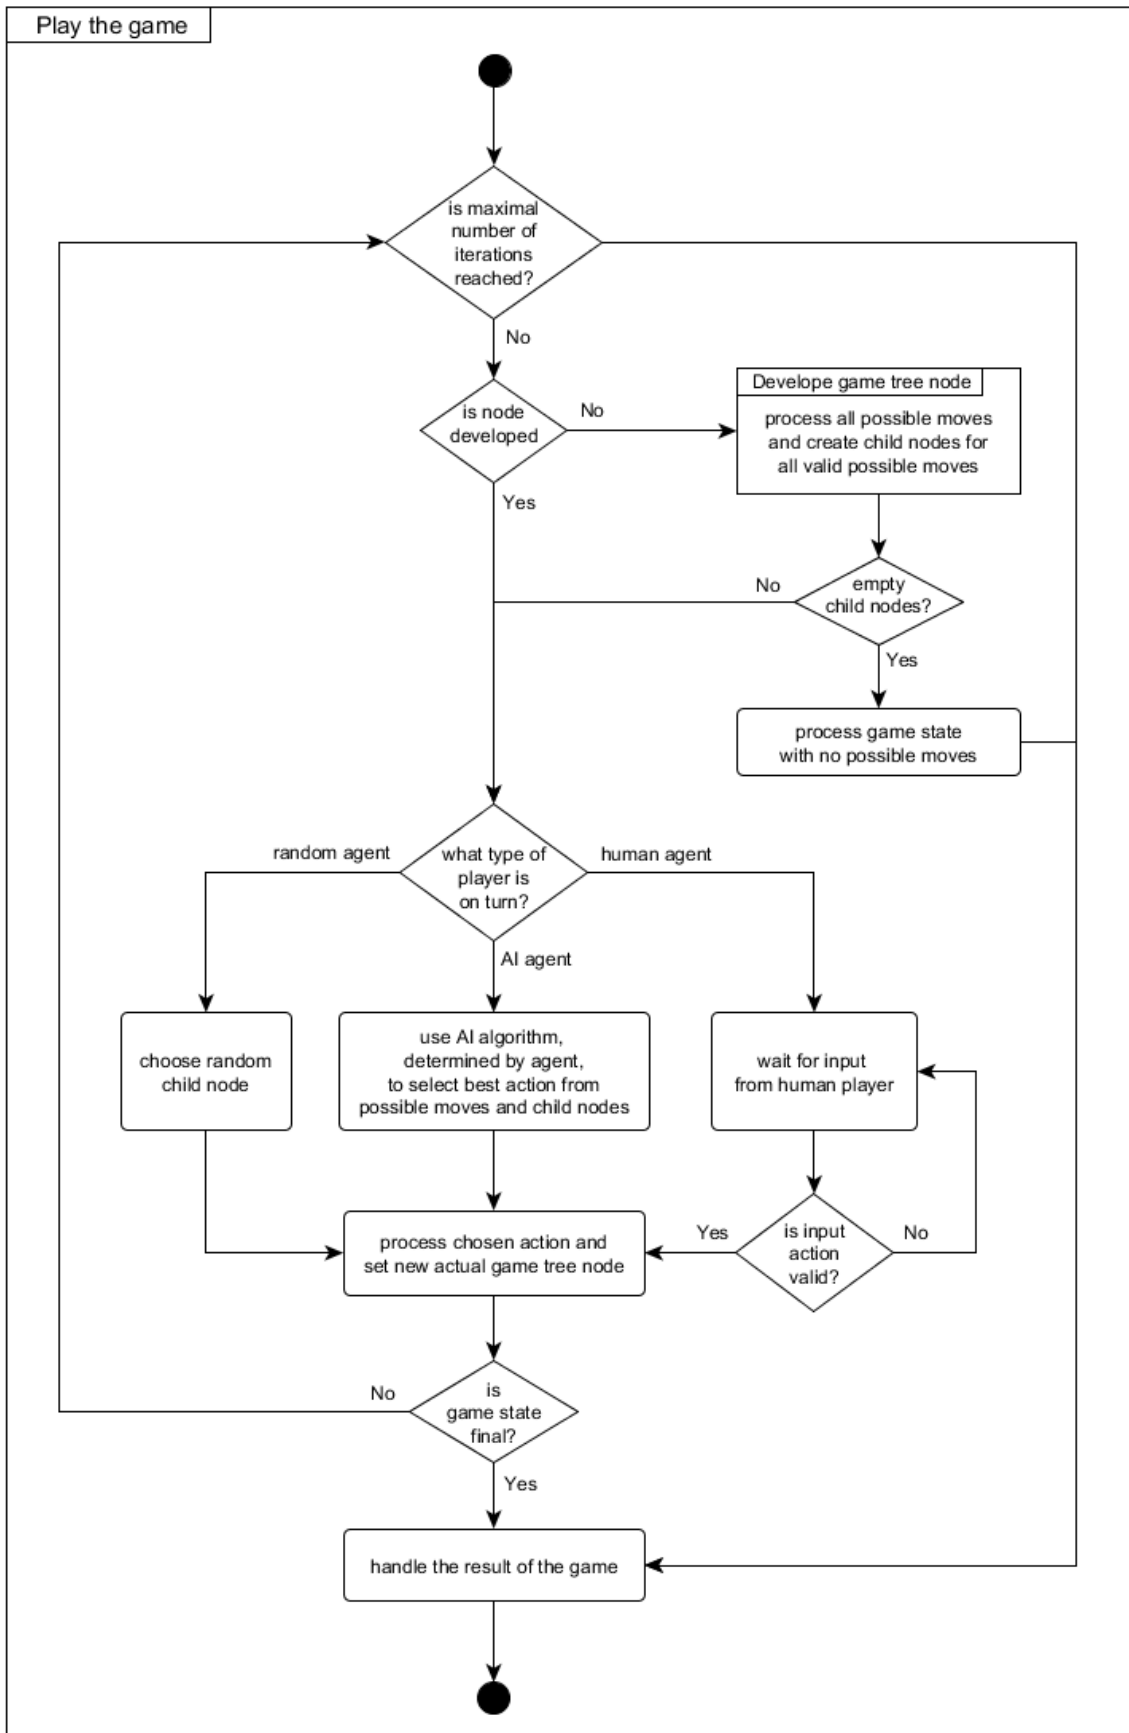 Play the game
is maximal
number of
iterations
reached?
No
is node
developed
No
Develope game tree node
process all possible moves
and create child nodes for
all valid possible moves
Yes
No
empty
child nodes?
Yes
process game state
with no possible moves
random agent
what type of
player is
on turn?
human agent
AI agent
choose random
child node
use AI algorithm,
determined by agent,
to select best action from
possible moves and child nodes
wait for input
from human player
process chosen action and
set new actual game tree node
Yes
is input
action
valid?
No
No
is
game state
final?
Yes
handle the result of the game